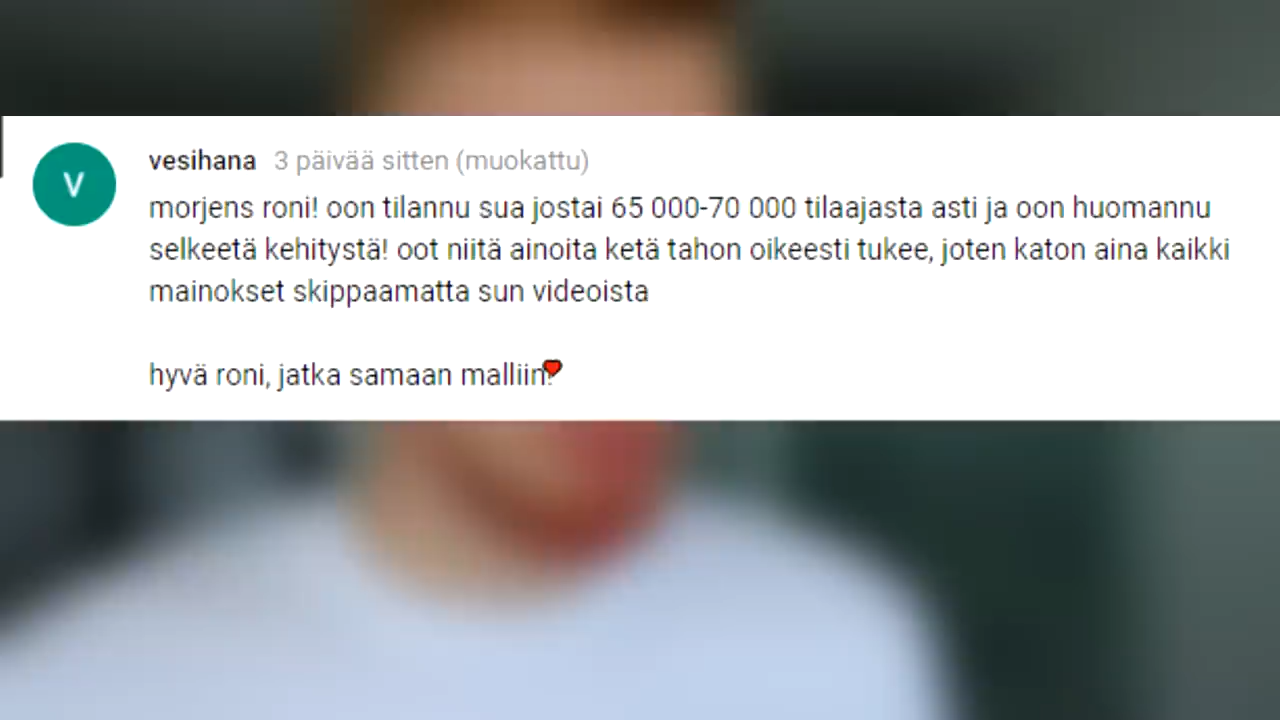 V
vesihana 3 päivää sitten (muokattu)
morjens roni! oon tilannu sua jostai 65 000-70 000 tilaajasta asti ja oon huomannu
selkeetä kehitystä! oot niitä ainoita ketä tahon oikeesti tukee, joten katon aina kaikki
mainokset skippaamatta sun videoista
hyvä roni, jatka samaan malliin!